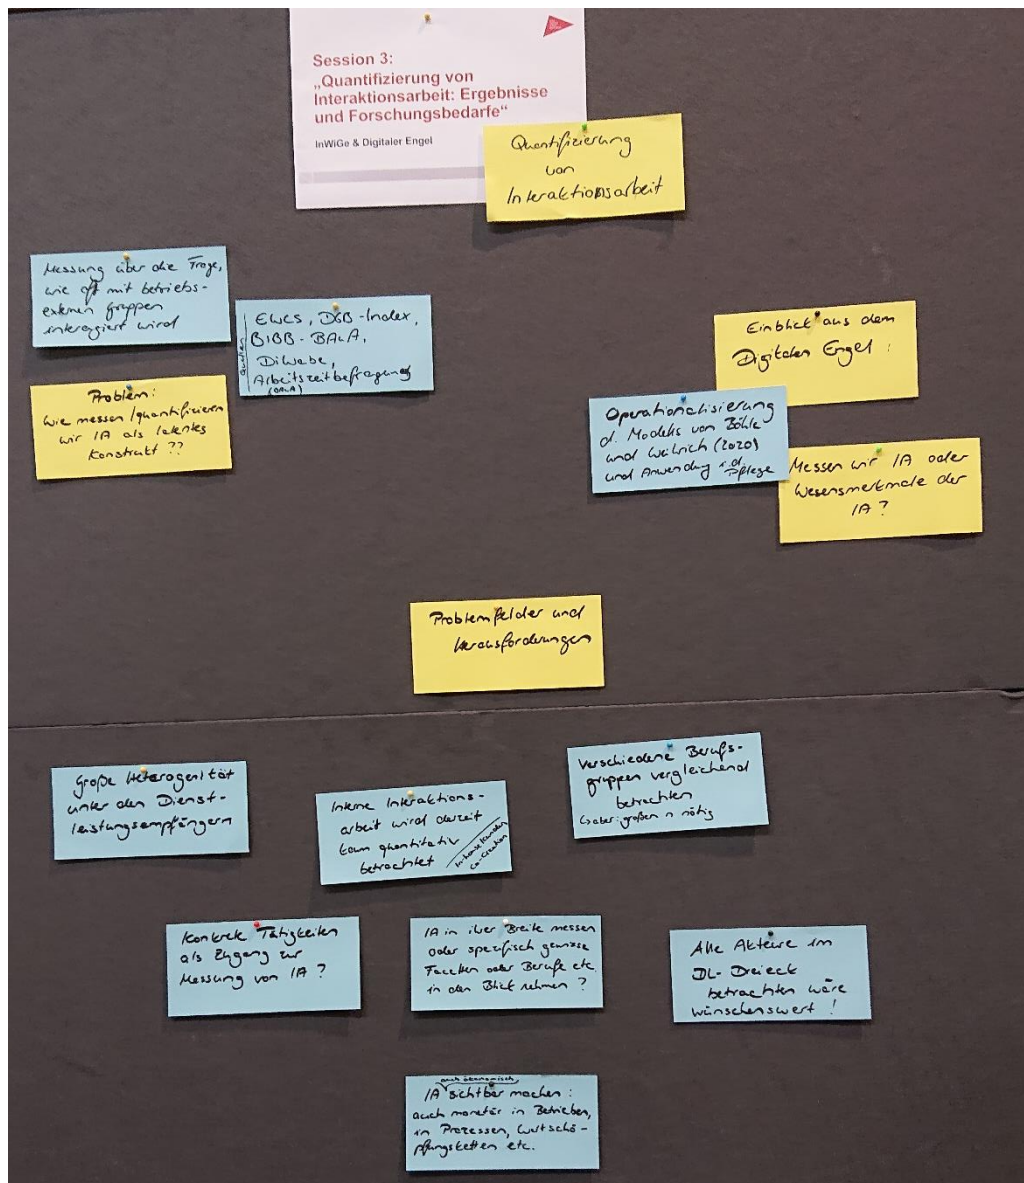 Session 3:
„Quantifizierung von
Interaktionsarbeit: Ergebnisse
und Forschungsbedarfe“
InWiGe & Digitaler Engel
Quantifizierung
von
Interaktionsarbeit
Messung über die Frage,
wie oft mit betriebs-
externen Gruppen
interagiert wird
Quellen
EWCS, DGB-Index,
BIBB-BAuA,
DiWaBe,
Arbeitszeitbefragung
(BAuA)
Problem:
Wie messen/quantifizieren
wir IA als latentes
Konstrukt ??
Einblick aus dem
Digitalen Engel:
Operationalisierung
d. Modells von Böhle
und Weihrich (2020)
und Anwendung i.d. Pflege
Messen wir IA oder
Wesensmerkmale der
IA?
Problemfelder und
Herausforderungen
Große Heterogenität
unter den Dienst-
leistungsempfängern
Interne Interaktions-
arbeit wird derzeit
kaum quantitativ
betrachtet
In-house Kunden
Co-Creation
Verschiedene Berufs-
gruppen vergleichend
betrachten
aber: großen n nötig
Konkrete Tätigkeiten
als Zugang zur
Messung von IA ?
IA in ihrer Breite messen
oder spezifisch gewisse
Facetten oder Berufe etc.
in den Blick nehmen ?
Alle Akteure im
DL-Dreieck
betrachten wäre
wünschenswert !
auch ökonomisch
IA sichtbar machen:
auch monetär in Betrieben,
in Prozessen, Wertschö-
pfungsketten etc.